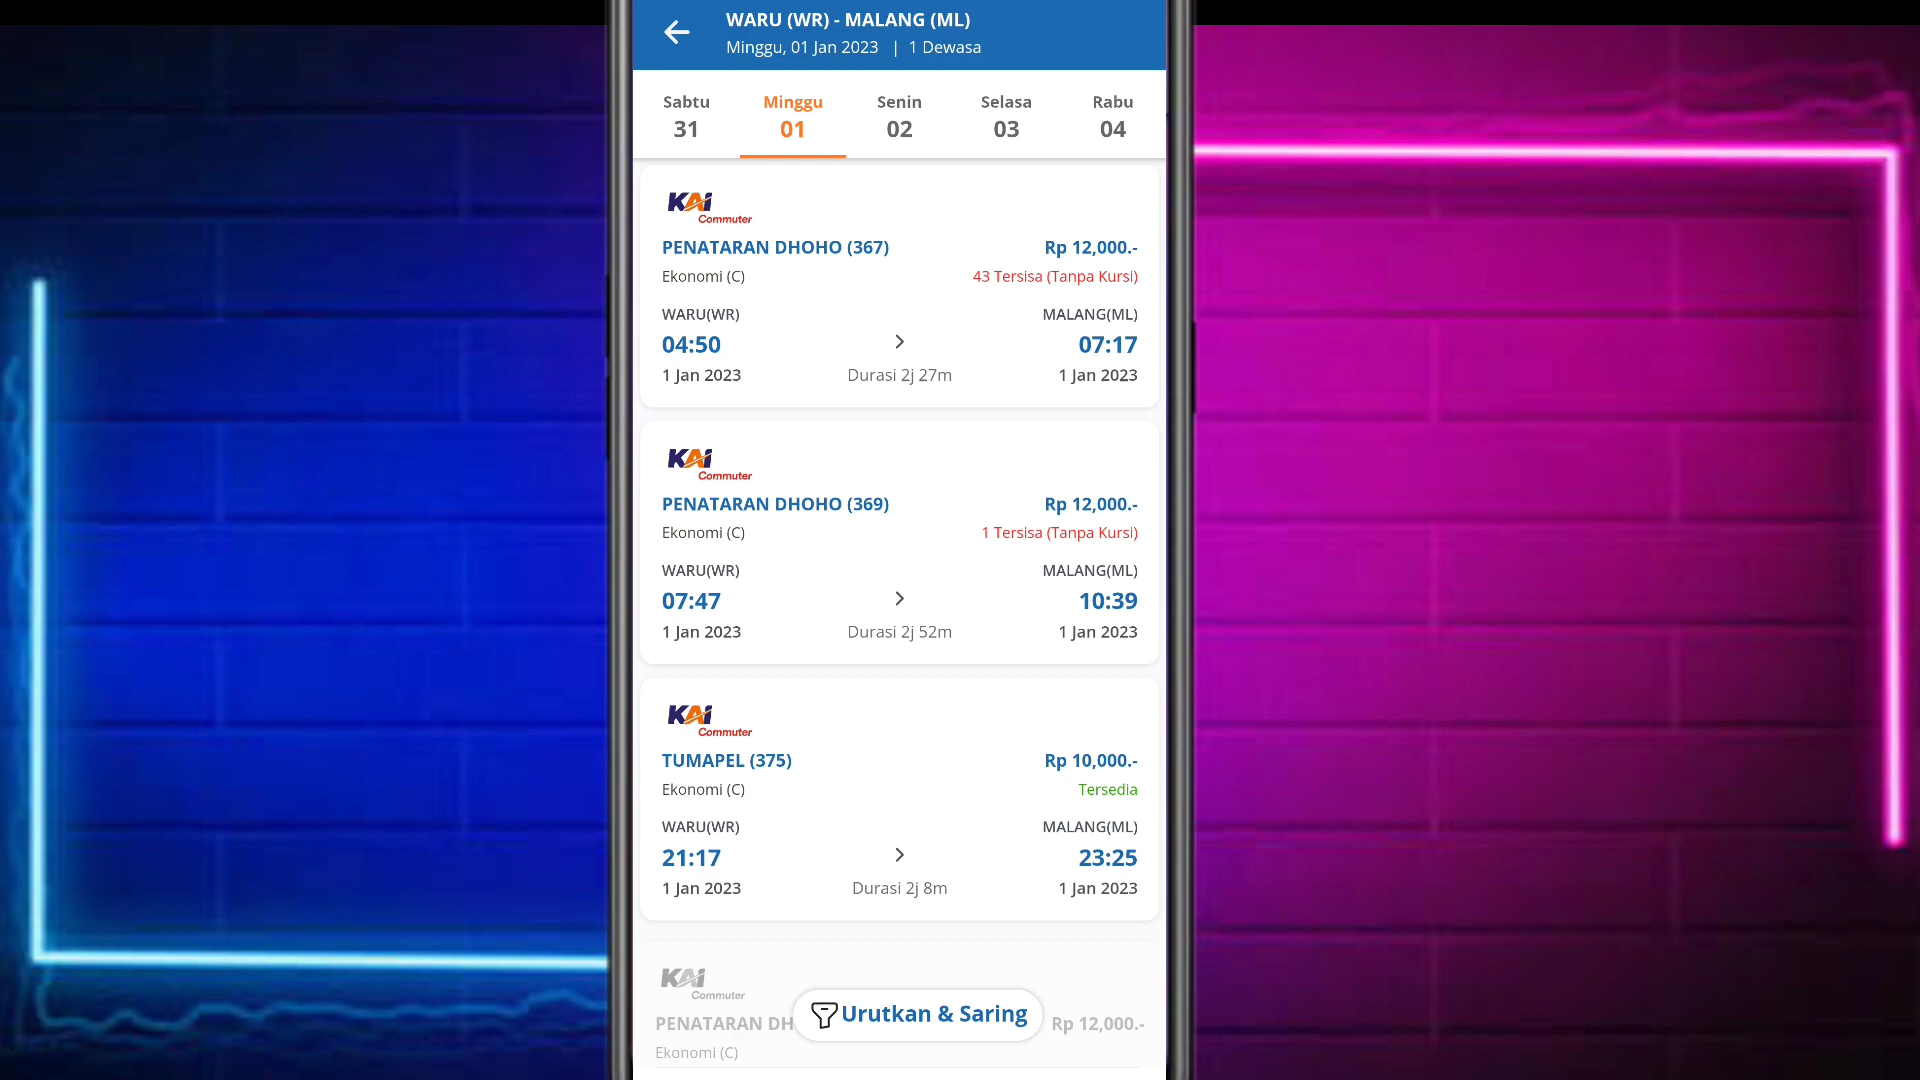 WARU (WR) - MALANG (ML)
Minggu, 01 Jan 2023 | 1 Dewasa
Sabtu Minggu Senin Selasa Rabu
31 01 02 03 04
KAI Commuter
PENATARAN DHOHO (367) Rp 12,000.-
Ekonomi (C) 43 Tersisa (Tanpa Kursi)
WARU(WR) MALANG(ML)
04:50 07:17
1 Jan 2023 Durasi 2j 27m 1 Jan 2023
KAI Commuter
PENATARAN DHOHO (369) Rp 12,000.-
Ekonomi (C) 1 Tersisa (Tanpa Kursi)
WARU(WR) MALANG(ML)
07:47 10:39
1 Jan 2023 Durasi 2j 52m 1 Jan 2023
KAI Commuter
TUMAPEL (375) Rp 10,000.-
Ekonomi (C) Tersedia
WARU(WR) MALANG(ML)
21:17 23:25
1 Jan 2023 Durasi 2j 8m 1 Jan 2023
KAI Commuter
PENATARAN DH Rp 12,000.-
Urutkan & Saring
Ekonomi (C)